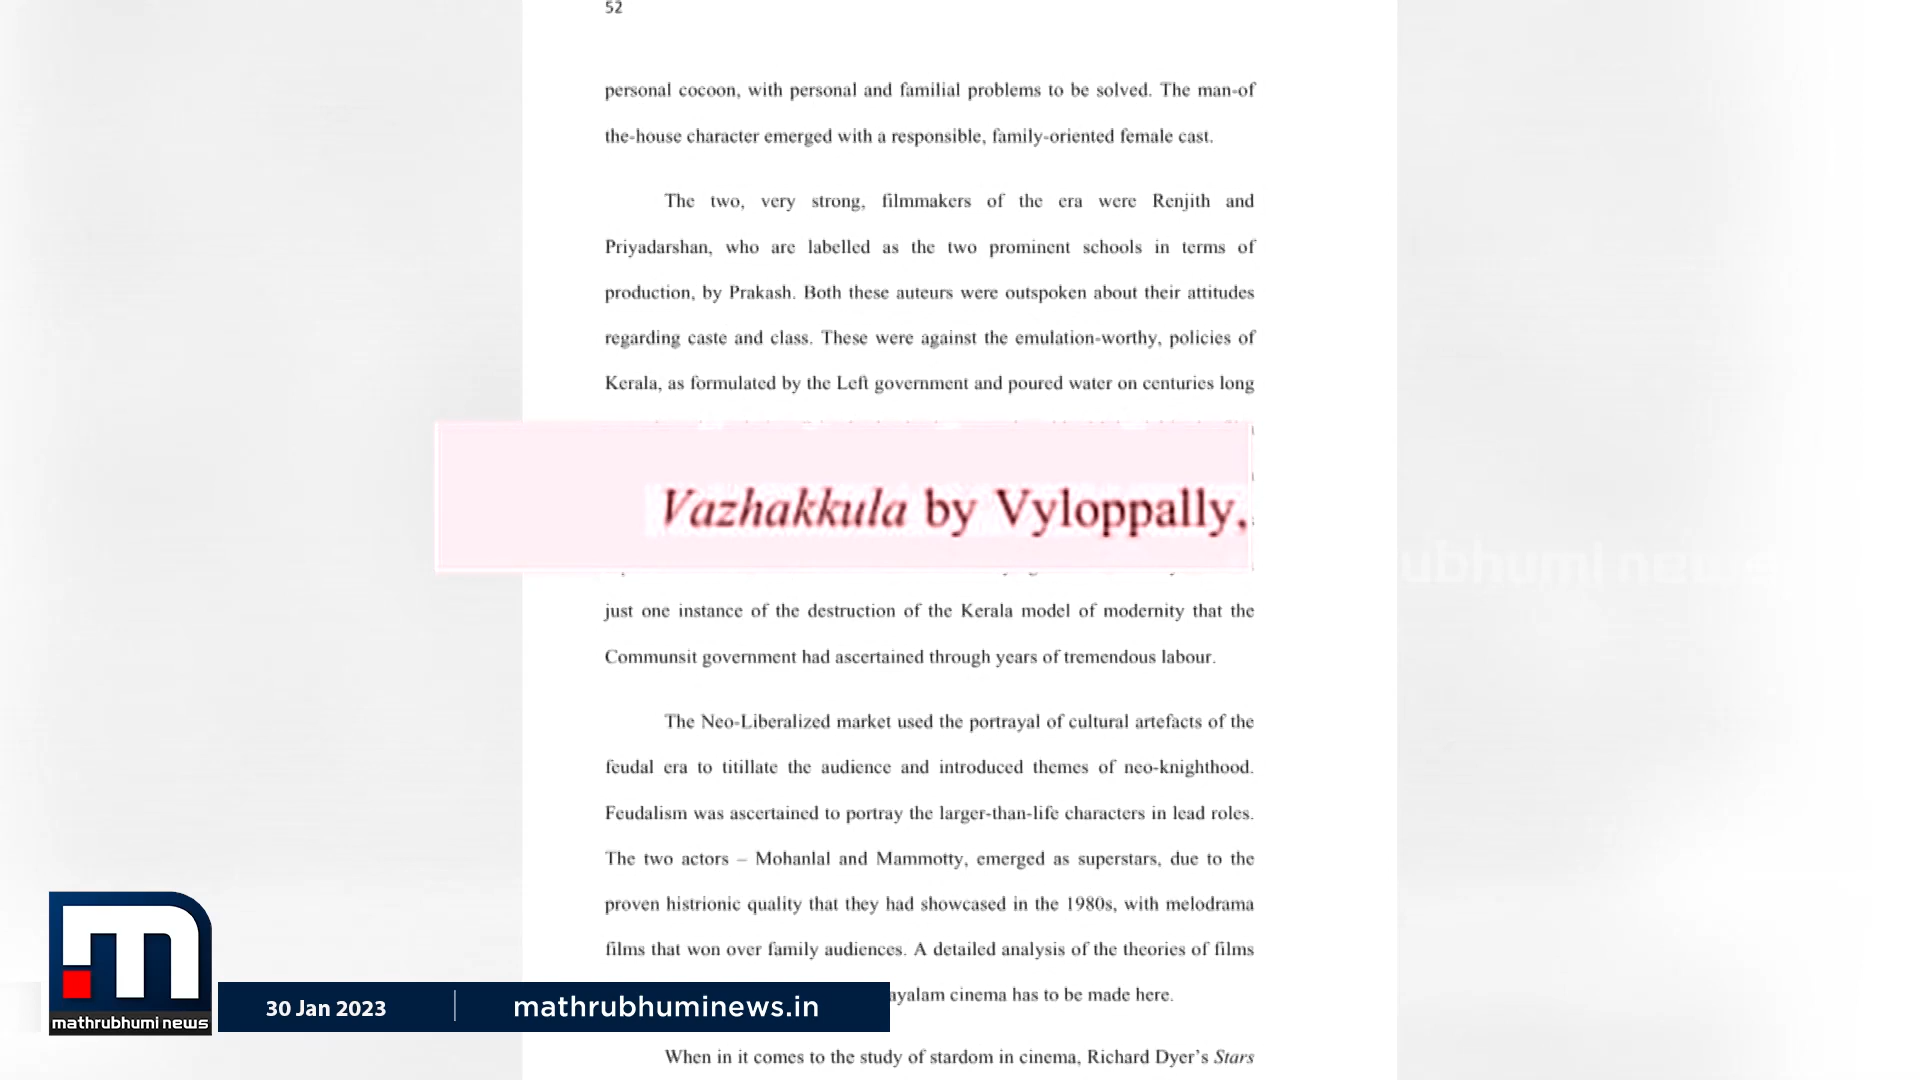 52
personal cocoon, with personal and familial problems to be solved. The man-of
the-house character emerged with a responsible, family-oriented female cast.
The two, very strong, filmmakers of the era were Renjith and
Priyadarshan, who are labelled as the two prominent schools in terms of
production, by Prakash. Both these auteurs were outspoken about their attitudes
regarding caste and class. These were against the emulation-worthy, policies of
Kerala, as formulated by the Left government and poured water on centuries long
Vazhakkula by Vyloppally,
just one instance of the destruction of the Kerala model of modernity that the
Communsit government had ascertained through years of tremendous labour.
The Neo-Liberalized market used the portrayal of cultural artefacts of the
feudal era to titillate the audience and introduced themes of neo-knighthood.
Feudalism was ascertained to portray the larger-than-life characters in lead roles.
The two actors – Mohanlal and Mammotty, emerged as superstars, due to the
proven histrionic quality that they had showcased in the 1980s, with melodrama
films that won over family audiences. A detailed analysis of the theories of films
ayalam cinema has to be made here.
When in it comes to the study of stardom in cinema, Richard Dyer's Stars
ubhumi news
mathrubhumi news
30 Jan 2023
mathrubhuminews.in